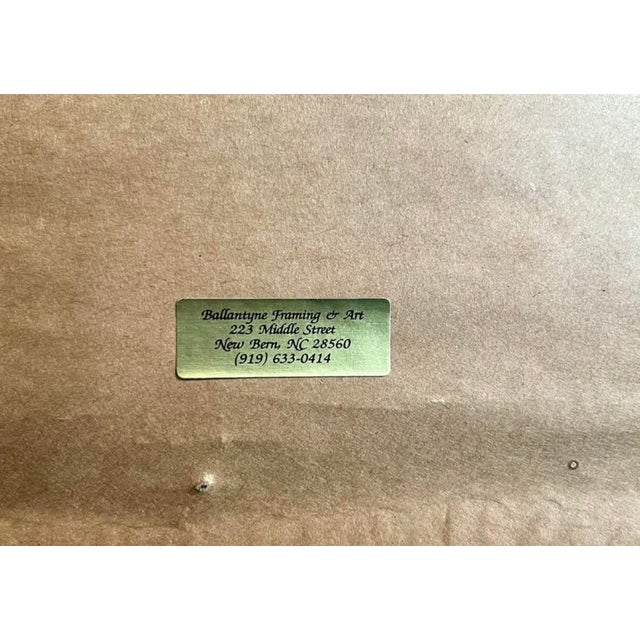 Ballantyne Framing & Art
223 Middle Street
New Bern, NC 28560
(919) 633-0414